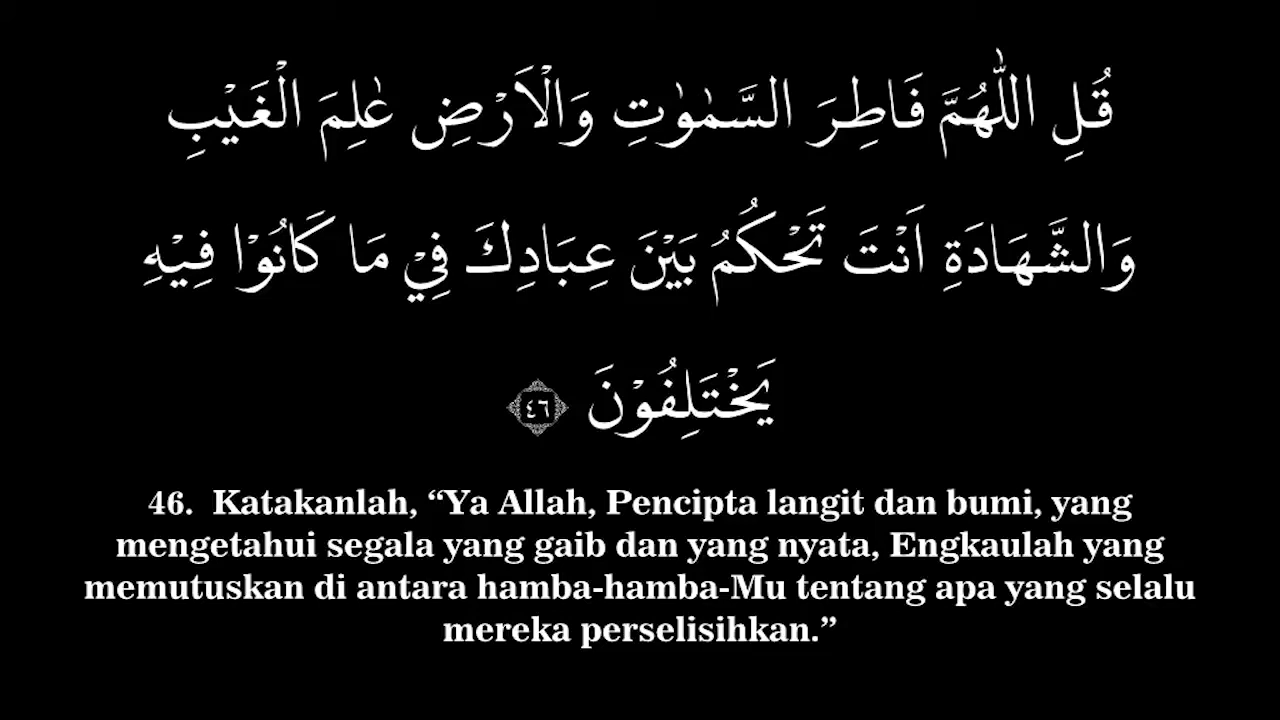 قُلِ اللّٰهُمَّ فَاطِرَ السَّمٰوٰتِ وَالْاَرْضِ عٰلِمَ الْغَيْبِ
وَالشَّهَادَةِ اَنْتَ تَحْكُمُ بَيْنَ عِبَادِكَ فِيْ مَا كَانُوْا فِيْهِ
يَخْتَلِفُوْنَ ٤٦
46. Katakanlah, “Ya Allah, Pencipta langit dan bumi, yang
mengetahui segala yang gaib dan yang nyata, Engkaulah yang
memutuskan di antara hamba-hamba-Mu tentang apa yang selalu
mereka perselisihkan.”